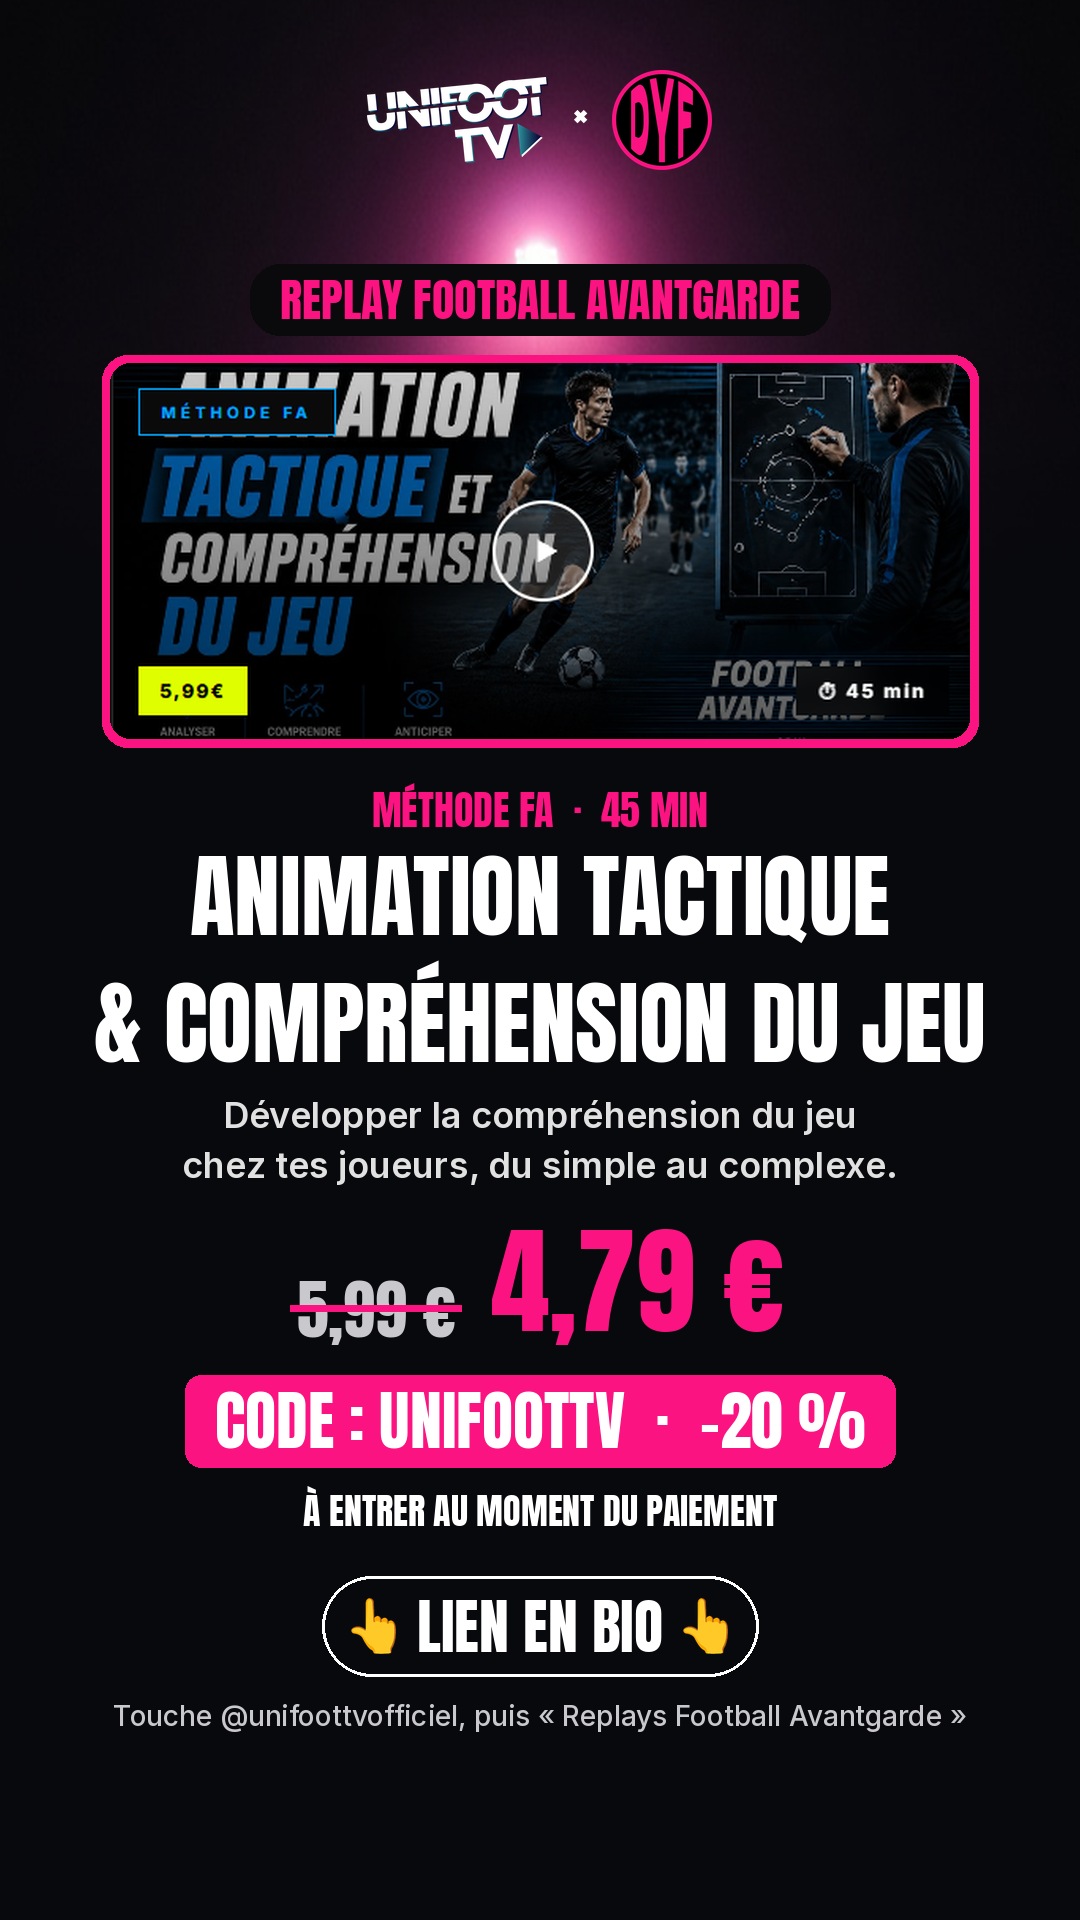 UNIFOOT
TV
×
DYF
REPLAY FOOTBALL AVANTGARDE
MÉTHODE FA
ANIMATION
TACTIQUE ET
COMPRÉHENSION
DU JEU
5,99€
ANALYSER COMPRENDRE ANTICIPER
FOOTBALL
AVANTGARDE
⏱ 45 min
MÉTHODE FA · 45 MIN
ANIMATION TACTIQUE
& COMPRÉHENSION DU JEU
Développer la compréhension du jeu
chez tes joueurs, du simple au complexe.
5,99 € 4,79 €
CODE : UNIFOOTTV · -20 %
À ENTRER AU MOMENT DU PAIEMENT
👆 LIEN EN BIO 👆
Touche @unifoottvofficiel, puis « Replays Football Avantgarde »